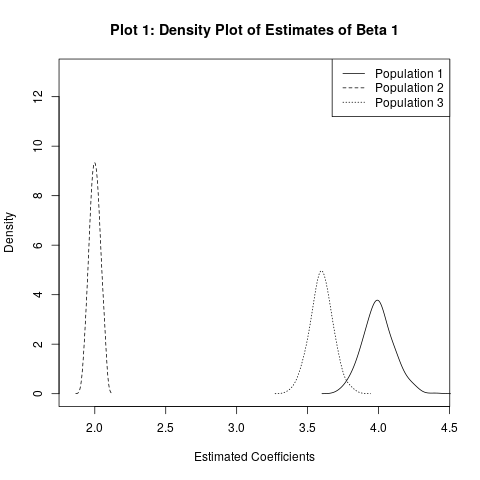 Plot 1: Density Plot of Estimates of Beta 1
Population 1
Population 2
Population 3
12
10
8
6
4
2
0
Density
2.0 2.5 3.0 3.5 4.0 4.5
Estimated Coefficients